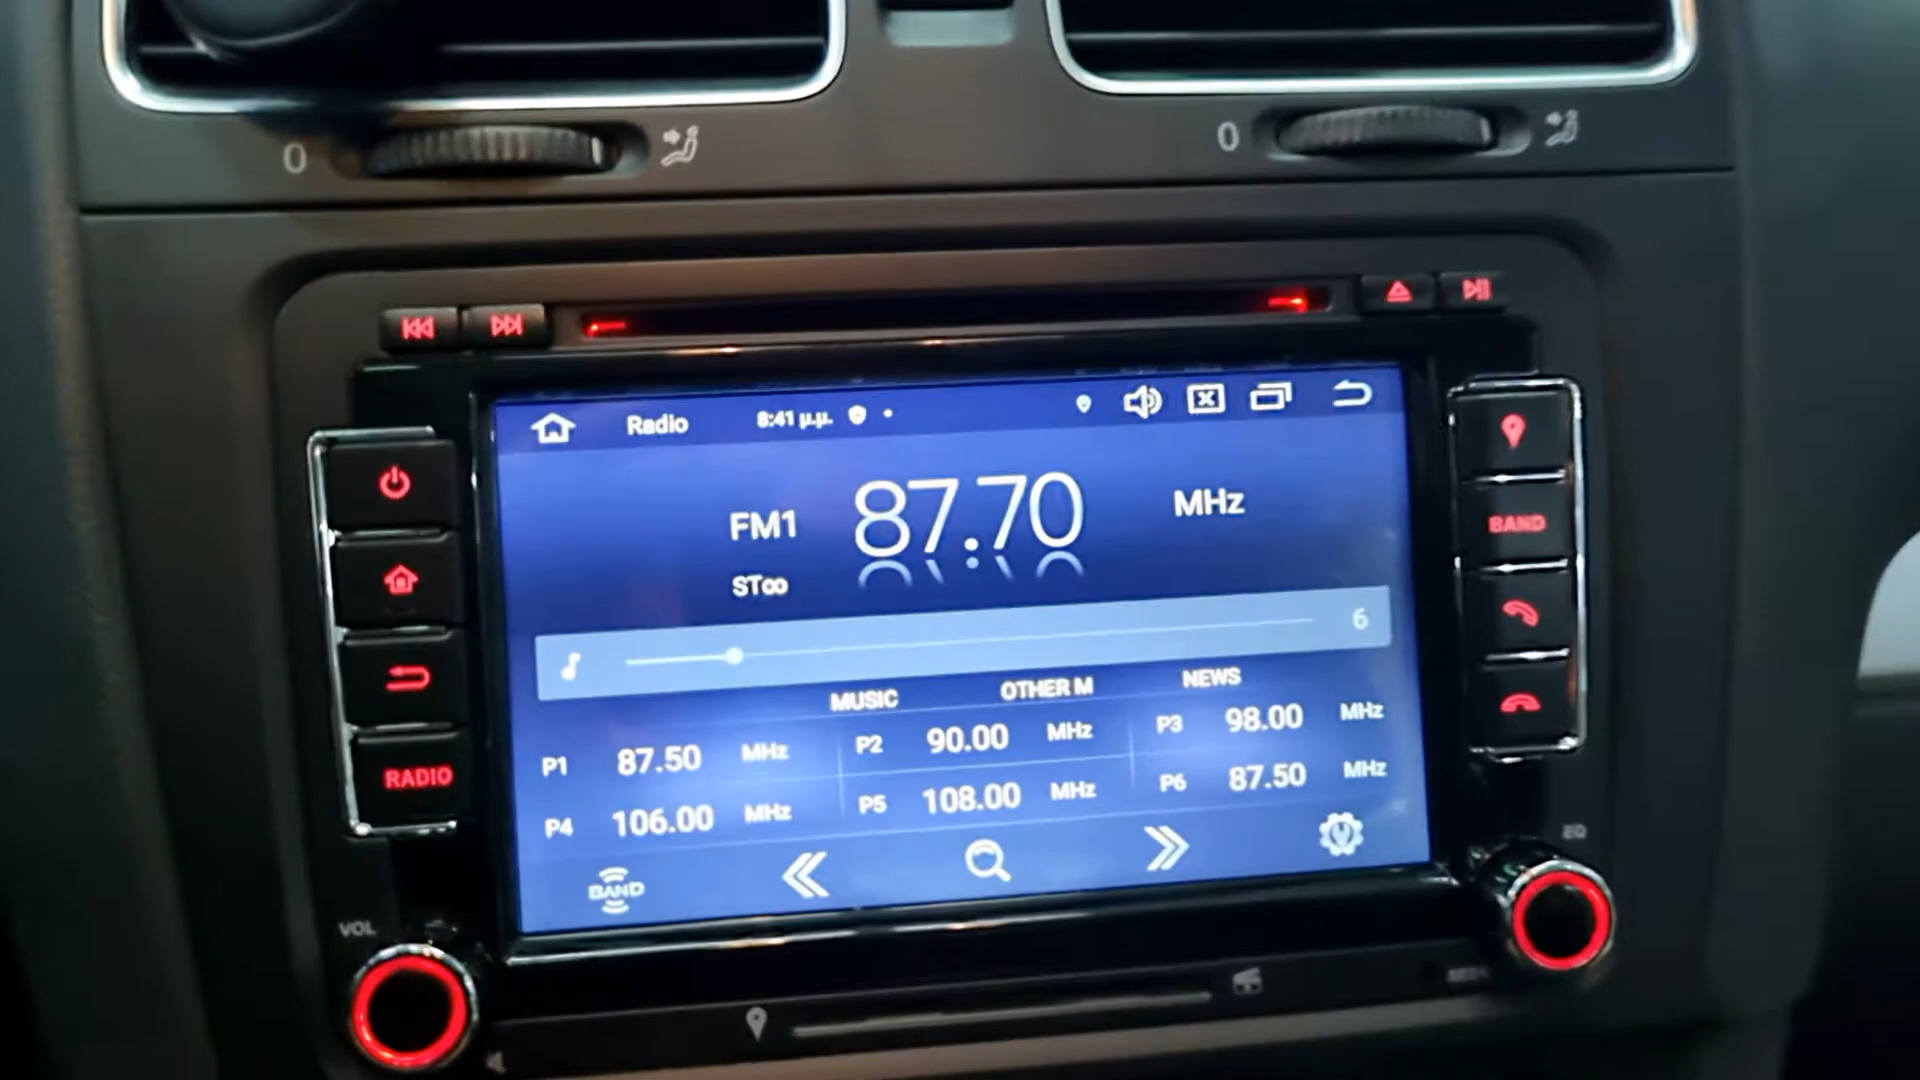 0
0
Radio 8:41 μ.μ.
FM1 87.70 MHz
ST
6
MUSIC OTHER M NEWS
P1 87.50 MHz P2 90.00 MHz P3 98.00 MHz
P4 106.00 MHz P5 108.00 MHz P6 87.50 MHz
BAND
RADIO
BAND
VOL
EQ